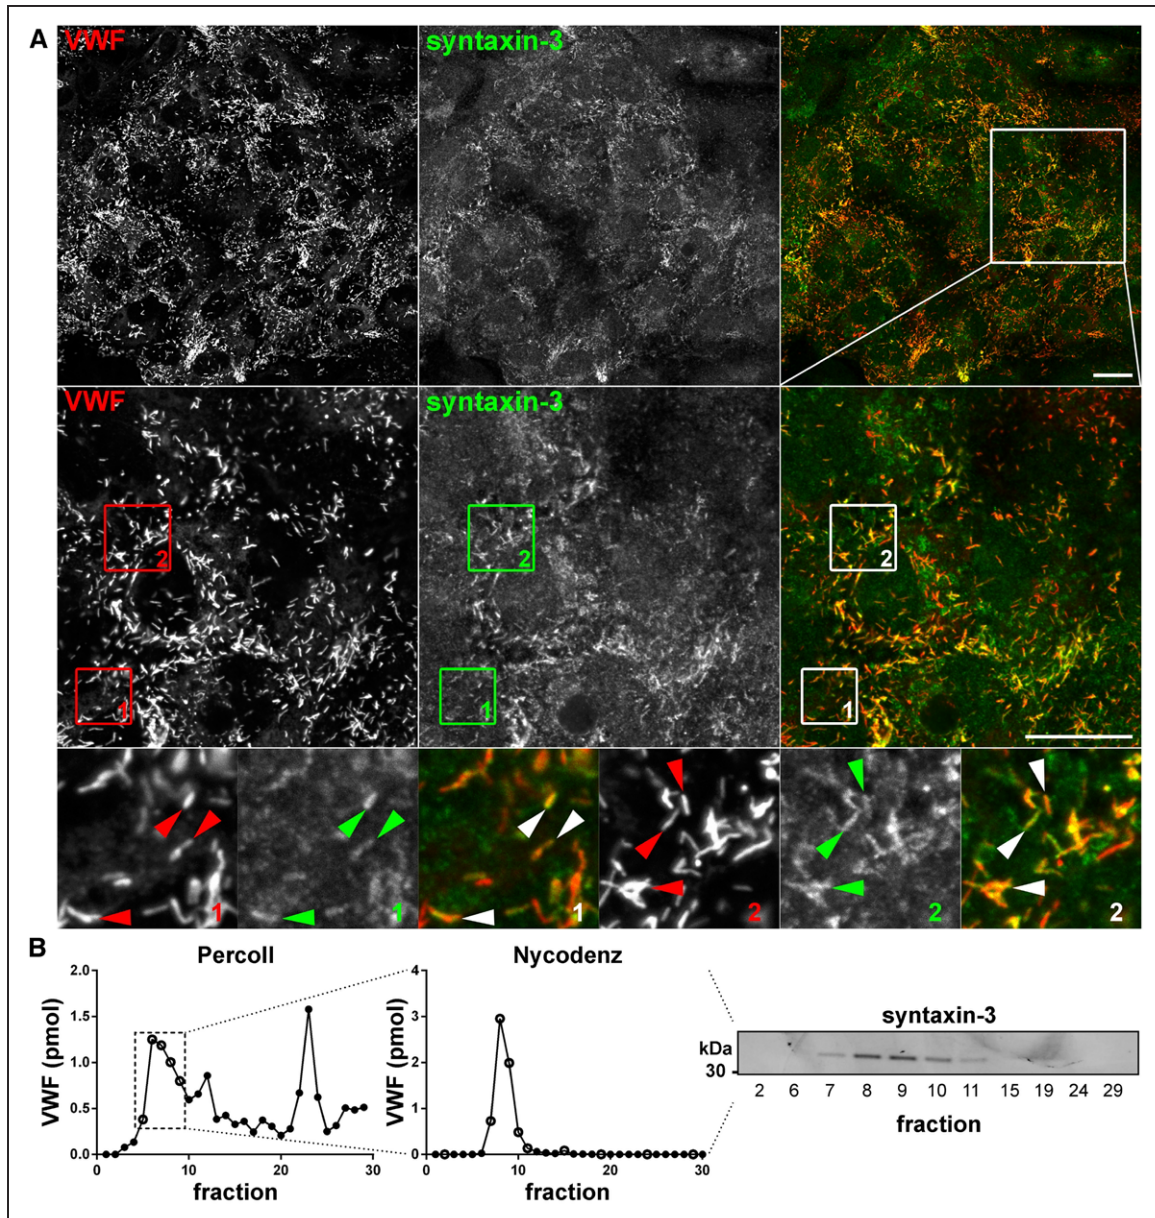 A
VWF syntaxin-3
VWF syntaxin-3
2 2 2
1 1 1
1 1 1 2 2 2
B
Percoll Nycodenz
syntaxin-3
VWF (pmol)
2.0
1.5
1.0
0.5
0.0
0 10 20 30
fraction
VWF (pmol)
4
3
2
1
0
0 10 20 30
fraction
kDa
30
2 6 7 8 9 10 11 15 19 24 29
fraction